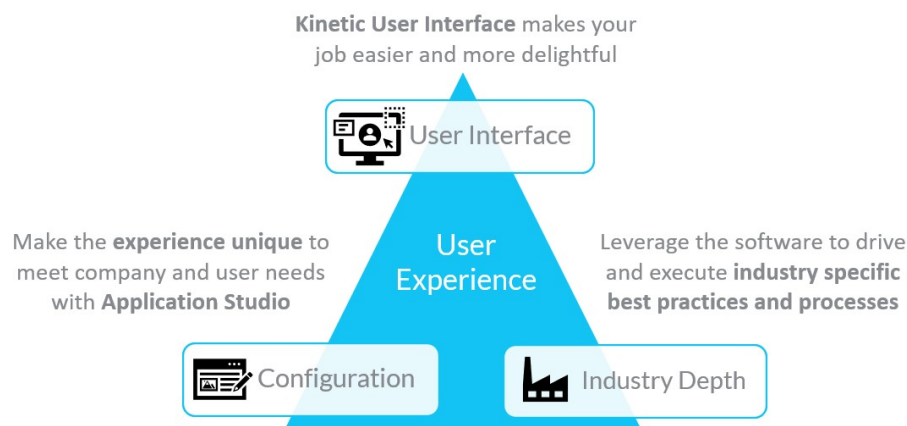 Kinetic User Interface makes your
job easier and more delightful
User Interface
Make the experience unique to
meet company and user needs
with Application Studio
User
Experience
Leverage the software to drive
and execute industry specific
best practices and processes
Configuration
Industry Depth